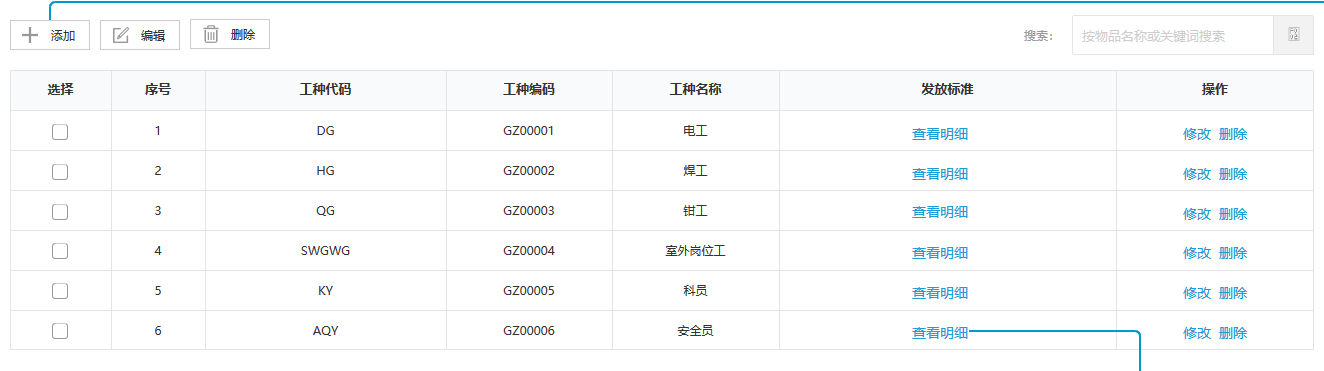 添加 编辑 删除 搜索： 按物品名称或关键词搜索
选择 序号 工种代码 工种编码 工种名称 发放标准 操作
1 DG GZ00001 电工 查看明细 修改 删除
2 HG GZ00002 焊工 查看明细 修改 删除
3 QG GZ00003 钳工 查看明细 修改 删除
4 SWGWG GZ00004 室外岗位工 查看明细 修改 删除
5 KY GZ00005 科员 查看明细 修改 删除
6 AQY GZ00006 安全员 查看明细 修改 删除